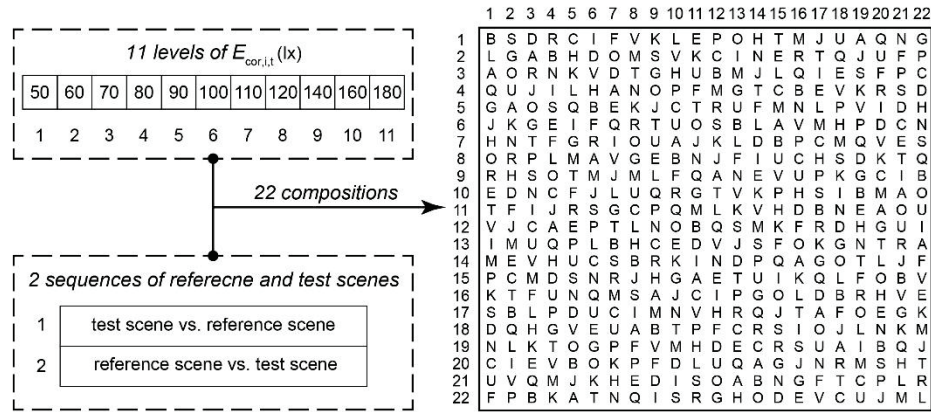 11 levels of E_cor,i,t (lx)
50 60 70 80 90 100 110 120 140 160 180
1 2 3 4 5 6 7 8 9 10 11
22 compositions
2 sequences of referecne and test scenes
1 test scene vs. reference scene
2 reference scene vs. test scene
1 2 3 4 5 6 7 8 9 10 11 12 13 14 15 16 17 18 19 20 21 22
1 B S D R C I F V K L E P O H T M J U A Q N G
2 L G A B H D O M S V K C I N E R T Q J U F P
3 A O R N K V D T G H U B M J L Q I E S F P C
4 Q U J I L H A N O P F M G T C B E V K R S D
5 G A O S Q B E K J C T R U F M N L P V I D H
6 J K G E I F Q R T U O S B L A V M H P D C N
7 H N T F G R I O U A J K L D B P C M Q V E S
8 O R P L M A V G E B N J F I U C H S D K T Q
9 R H S O T M J M L F Q A N E V U P K G C I B
10 E D N C F J L U Q R G T V K P H S I B M A O
11 T F I J R S G C P Q M L K V H D B N E A O U
12 V J C A E P T L N O B Q S M K F R D H G U I
13 I M U Q P L B H C E D V J S F O K G N T R A
14 M E V H U C S B R K I N D P Q A G O T L J F
15 P C M D S N R J H G A E T U I K Q L F O B V
16 K T F U N Q M S A J C I P G O L D B R H V E
17 S B L P D U C I M N V H R Q J T A F O E G K
18 D Q H G V E U A B T P F C R S I O J L N K M
19 N L K T O G P F V M H D E C R S U A I B Q J
20 C I E V B O K P F D L U Q A G J N R M S H T
21 U V Q M J K H E D I S O A B N G F T C P L R
22 F P B K A T N Q I S R G H O D E V C U J M L